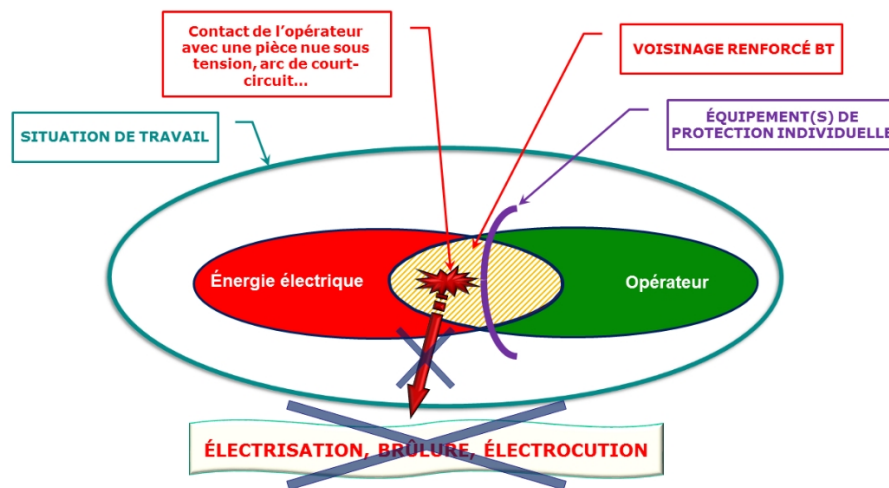 Contact de l’opérateur
avec une pièce nue sous
tension, arc de court-
circuit…
VOISINAGE RENFORCÉ BT
SITUATION DE TRAVAIL
ÉQUIPEMENT(S) DE
PROTECTION INDIVIDUELLE
Énergie électrique
Opérateur
ÉLECTRISATION, BRÛLURE, ÉLECTROCUTION